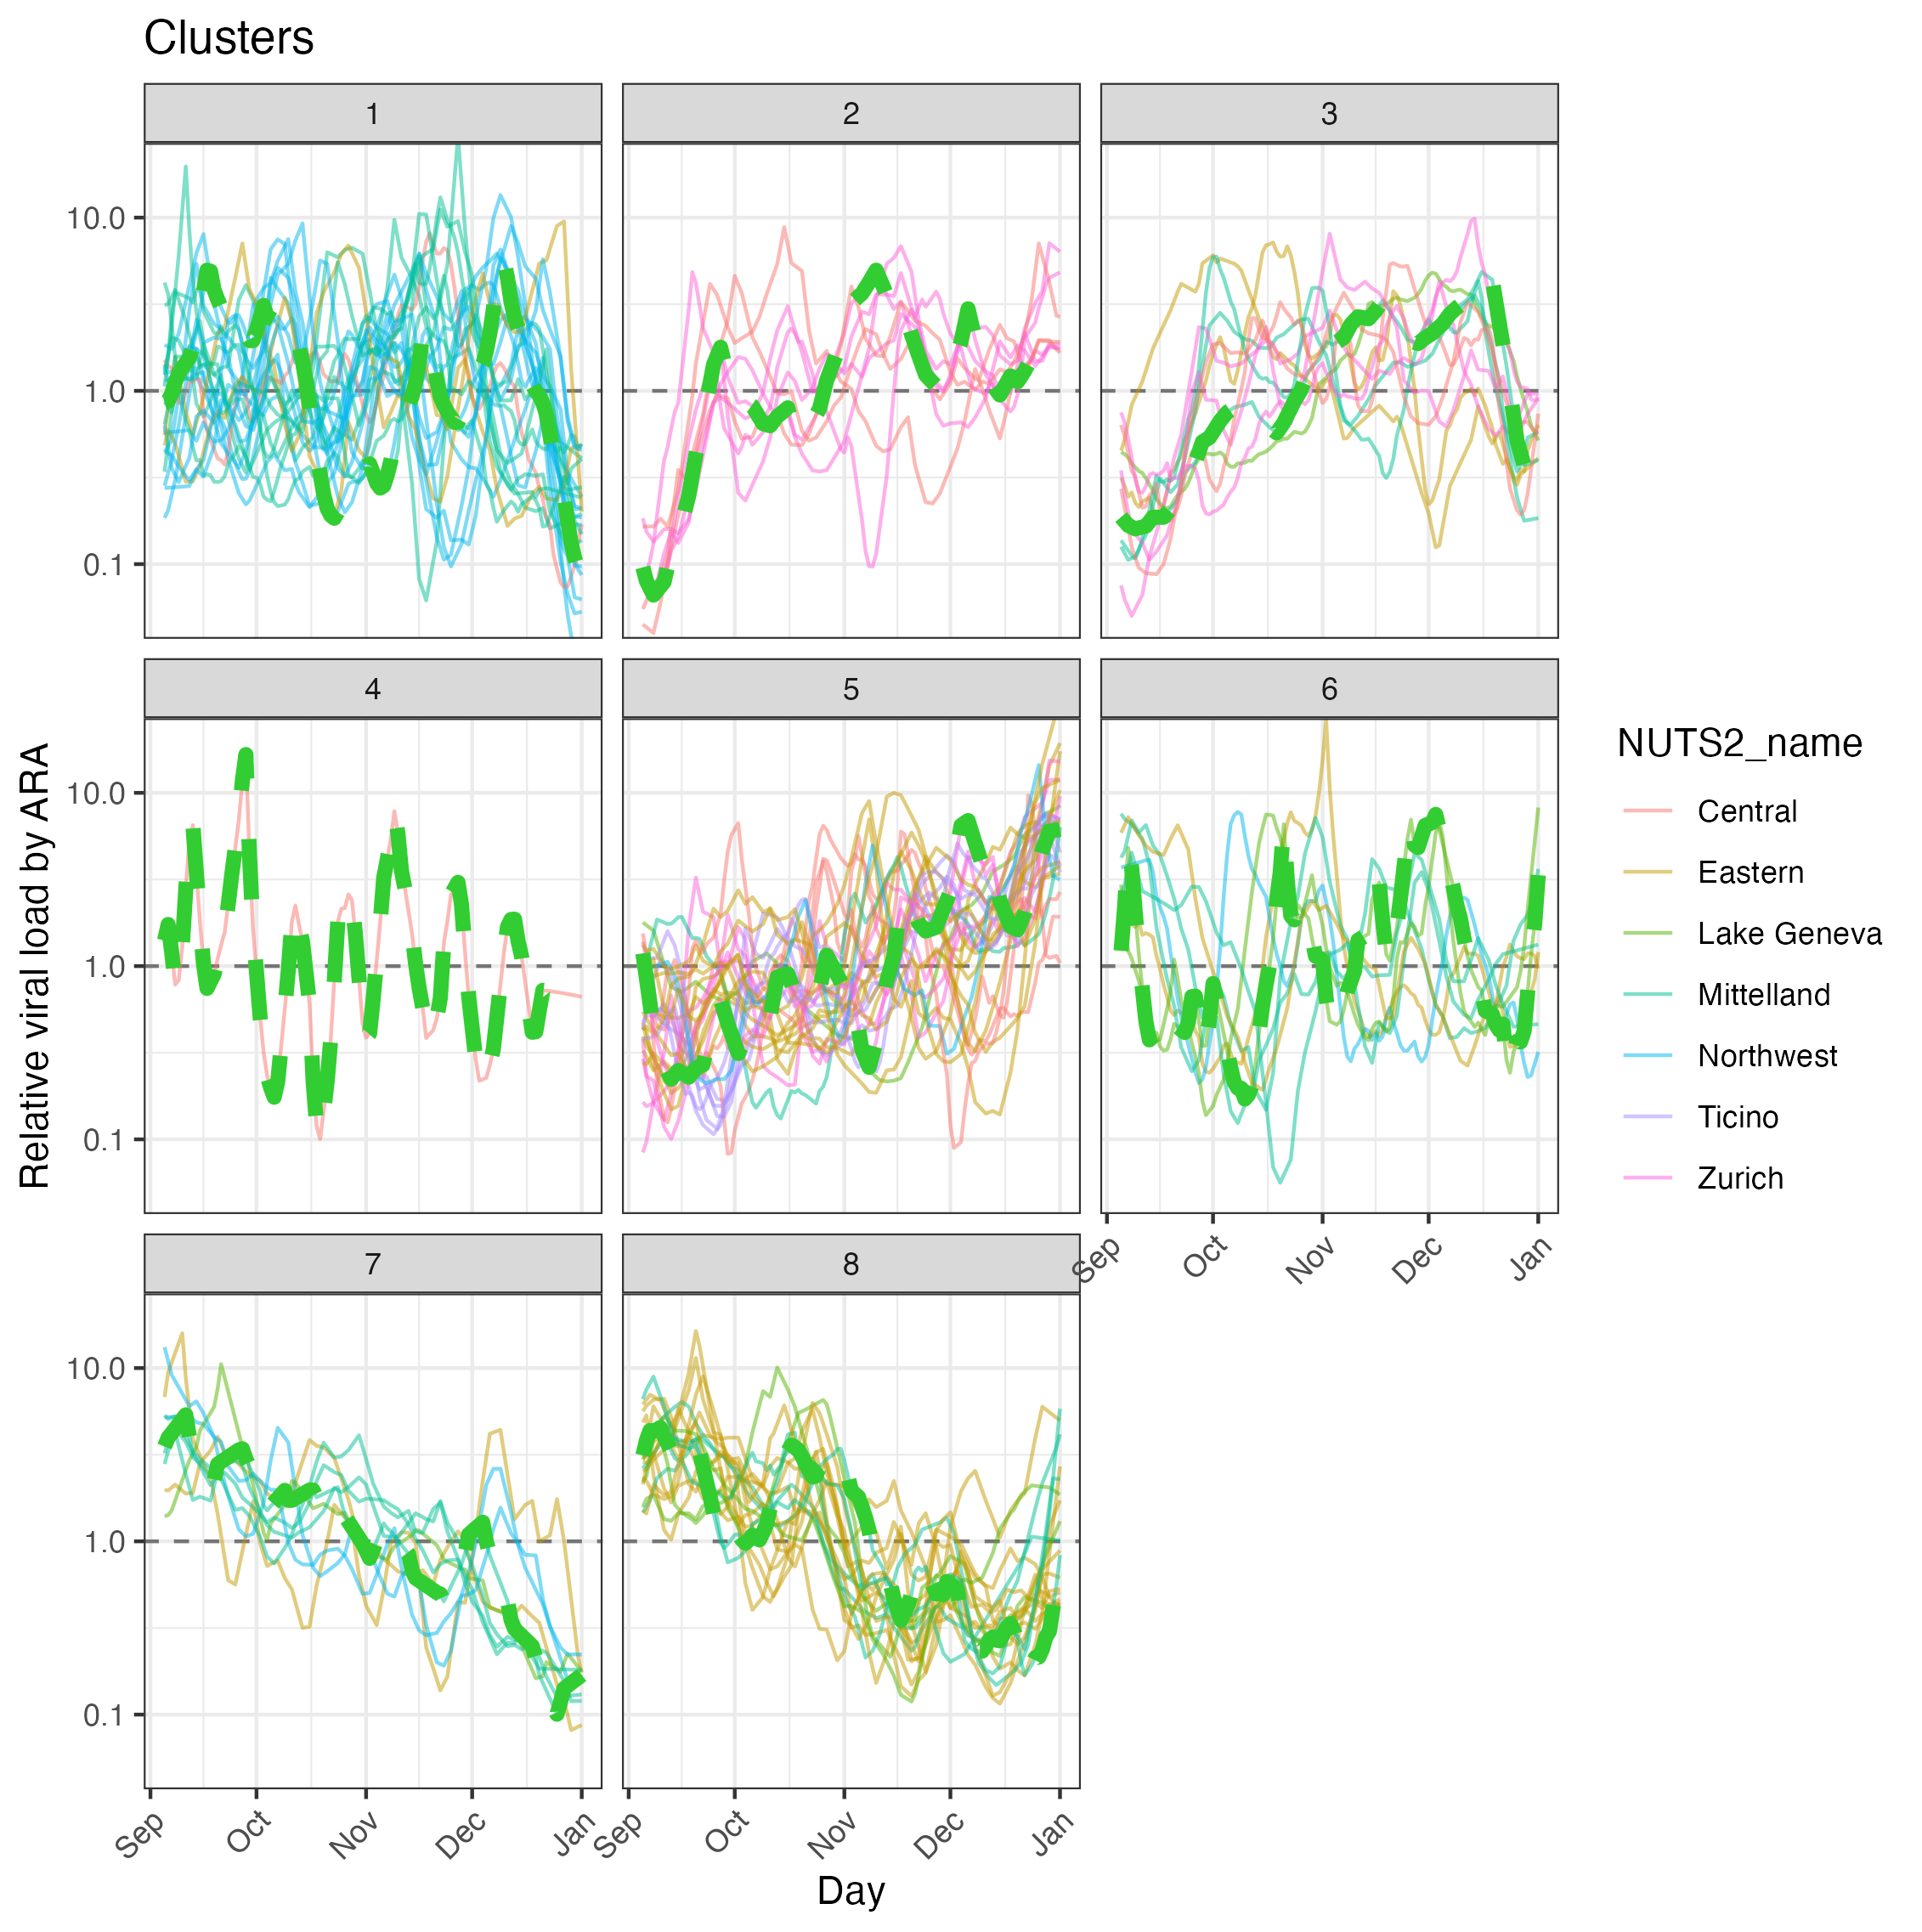 Clusters
1
2
3
10.0
1.0
0.1
4
5
6
10.0
1.0
0.1
Sep
Oct
Nov
Dec
Jan
7
8
10.0
1.0
0.1
Sep
Oct
Nov
Dec
Jan
Sep
Oct
Nov
Dec
Jan
Day
Relative viral load by ARA
NUTS2_name
Central
Eastern
Lake Geneva
Mittelland
Northwest
Ticino
Zurich